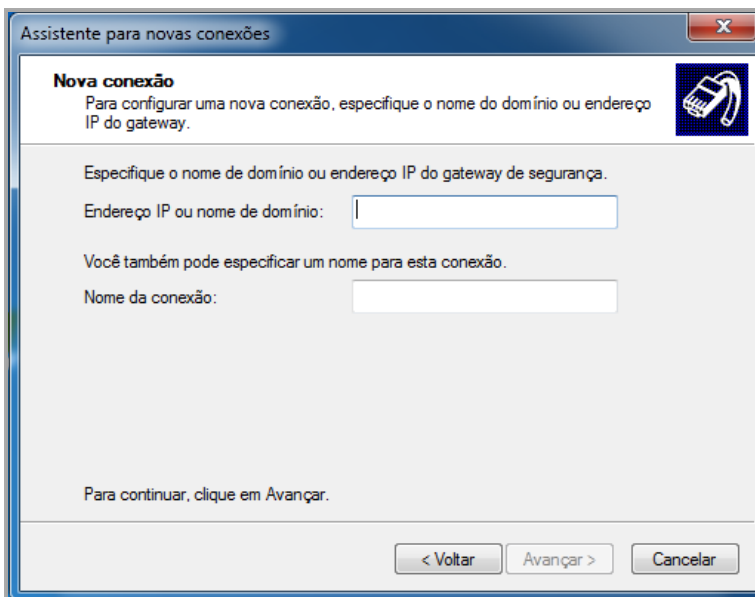 Assistente para novas conexões
Nova conexão
Para configurar uma nova conexão, especifique o nome do domínio ou endereço
IP do gateway.
Especifique o nome de domínio ou endereço IP do gateway de segurança.
Endereço IP ou nome de domínio:
Você também pode especificar um nome para esta conexão.
Nome da conexão:
Para continuar, clique em Avançar.
< Voltar Avançar > Cancelar